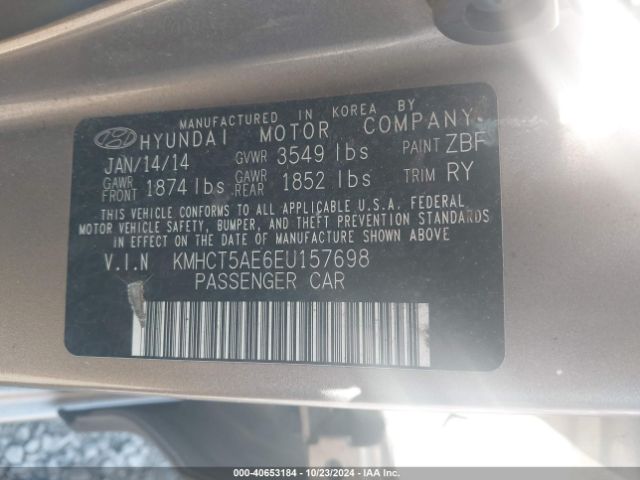 MANUFACTURED IN KOREA BY
HYUNDAI MOTOR COMPANY
JAN/14/14 GVWR 3549 lbs PAINT ZBF
GAWR FRONT 1874 lbs GAWR REAR 1852 lbs TRIM RY
THIS VEHICLE CONFORMS TO ALL APPLICABLE U.S.A. FEDERAL
MOTOR VEHICLE SAFETY, BUMPER, AND THEFT PREVENTION STANDARDS
IN EFFECT ON THE DATE OF MANUFACTURE SHOWN ABOVE
V.I.N KMHCT5AE6EU157698
PASSENGER CAR
000-40653184 - 10/23/2024 - IAA Inc.